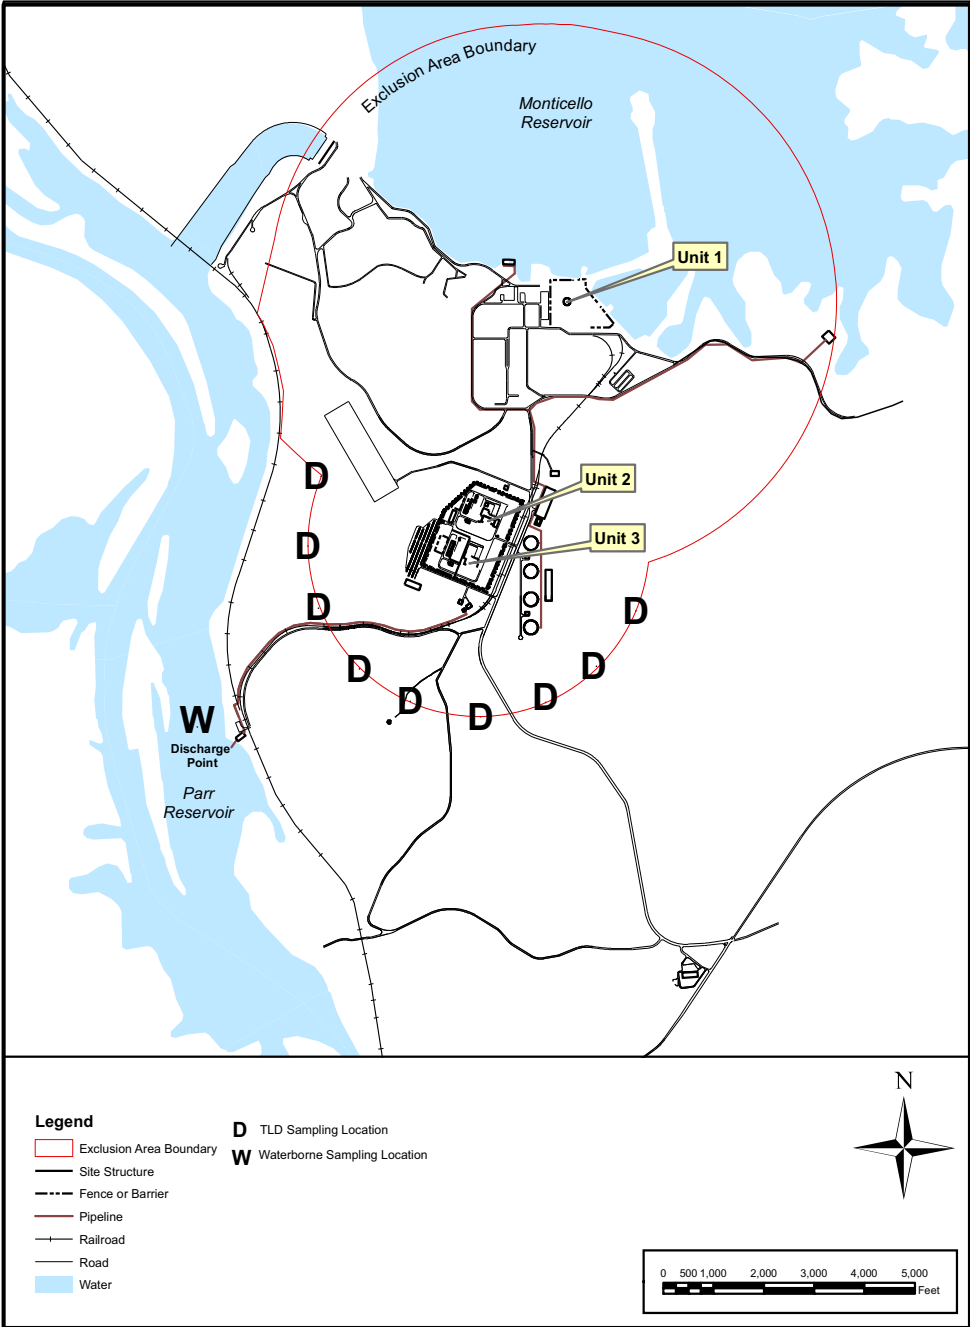 Exclusion Area Boundary
Monticello
Reservoir
Unit 1
D
Unit 2
Unit 3
D
D
D
D
D
D
D
D
W
Discharge
Point
Parr
Reservoir
N
Legend
Exclusion Area Boundary
Site Structure
Fence or Barrier
Pipeline
Railroad
Road
Water
D TLD Sampling Location
W Waterborne Sampling Location
0 500 1,000 2,000 3,000 4,000 5,000
Feet